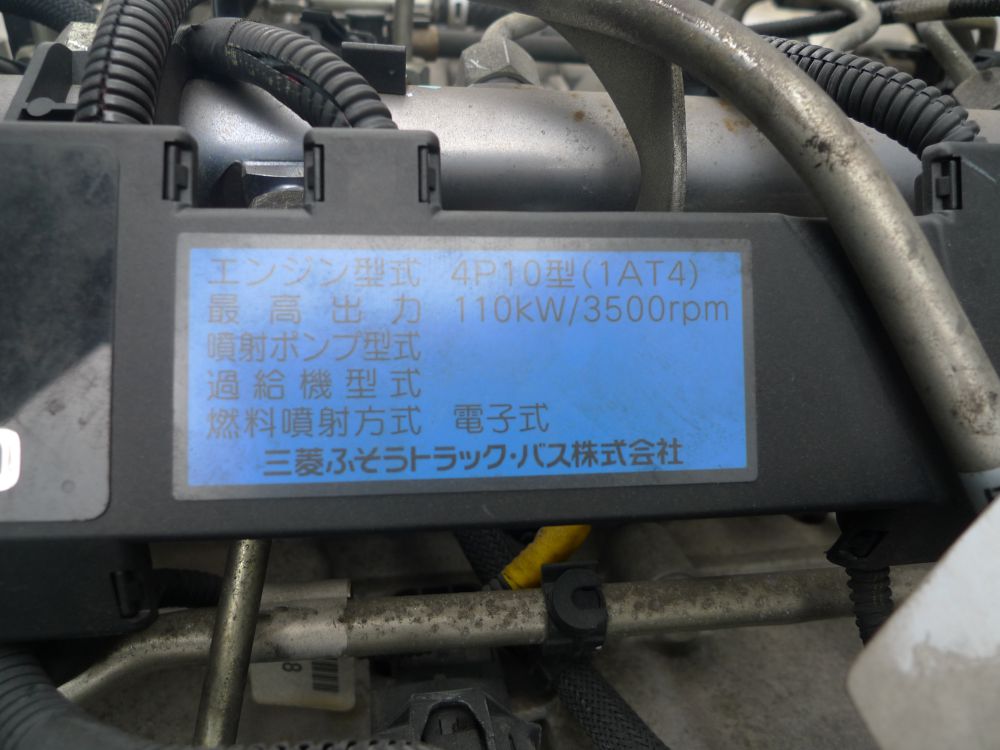 エンジン型式 4P10型(1AT4)
最高出力 110kW/3500rpm
噴射ポンプ型式
過給機型式
燃料噴射方式 電子式
三菱ふそうトラック・バス株式会社
8